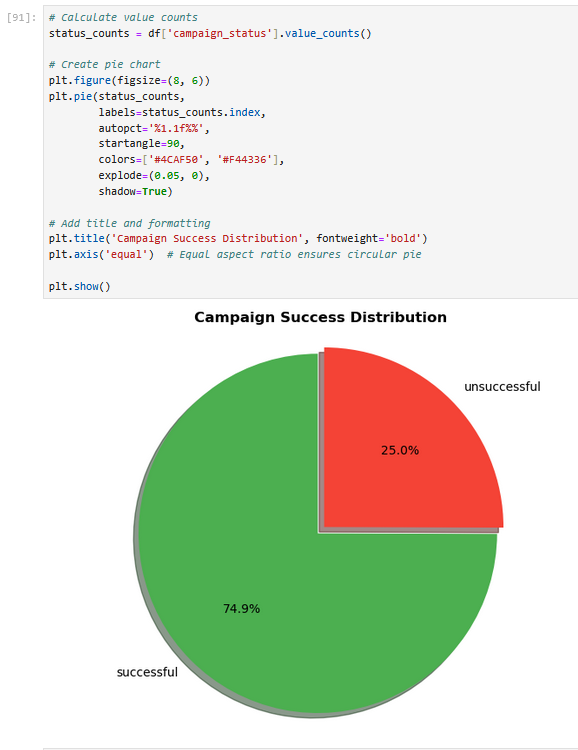 [91]: # Calculate value counts
status_counts = df['campaign_status'].value_counts()
# Create pie chart
plt.figure(figsize=(8, 6))
plt.pie(status_counts,
        labels=status_counts.index,
        autopct='%1.1f%%',
        startangle=90,
        colors=['#4CAF50', '#F44336'],
        explode=(0.05, 0),
        shadow=True)
# Add title and formatting
plt.title('Campaign Success Distribution', fontweight='bold')
plt.axis('equal')  # Equal aspect ratio ensures circular pie
plt.show()
Campaign Success Distribution
unsuccessful
25.0%
74.9%
successful